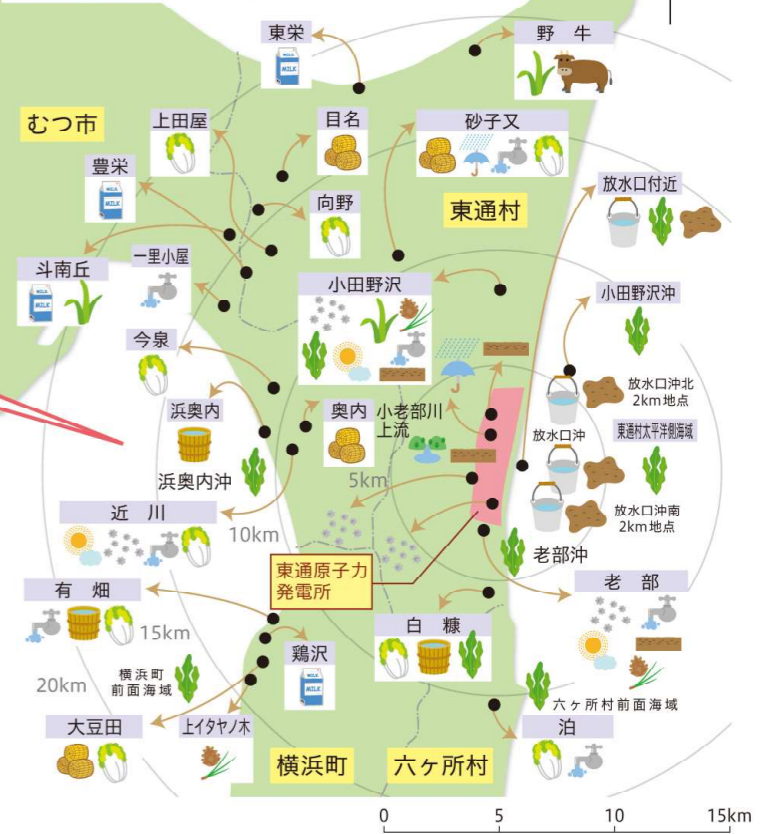 東栄
MILK
野 牛
むつ市
上田屋
目名
砂子又
豊栄
MILK
向野
東通村
放水口付近
斗南丘
MILK
一里小屋
小田野沢
小田野沢沖
今泉
浜奥内
奥内
小老部川
上流
放水口沖北
2km地点
放水口沖
東通村太平洋側海域
浜奥内沖
5km
放水口沖南
2km地点
近 川
10km
老部沖
東通原子力
発電所
有 畑
15km
白 糠
老 部
鶏沢
MILK
横浜町
前面海域
20km
六ヶ所村前面海域
大豆田
上イタヤノ木
泊
横浜町
六ヶ所村
0 5 10 15km